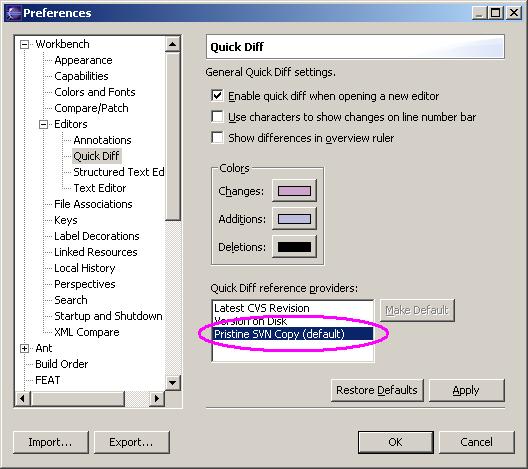 Preferences
Workbench
Appearance
Capabilities
Colors and Fonts
Compare/Patch
Editors
Annotations
Quick Diff
Structured Text Ed
Text Editor
File Associations
Keys
Label Decorations
Linked Resources
Local History
Perspectives
Search
Startup and Shutdown
XML Compare
Ant
Build Order
FEAT
Quick Diff
General Quick Diff settings.
Enable quick diff when opening a new editor
Use characters to show changes on line number bar
Show differences in overview ruler
Colors
Changes:
Additions:
Deletions:
Quick Diff reference providers:
Latest CVS Revision
Version on Disk
Pristine SVN Copy (default)
Make Default
Restore Defaults
Apply
Import...
Export...
OK
Cancel